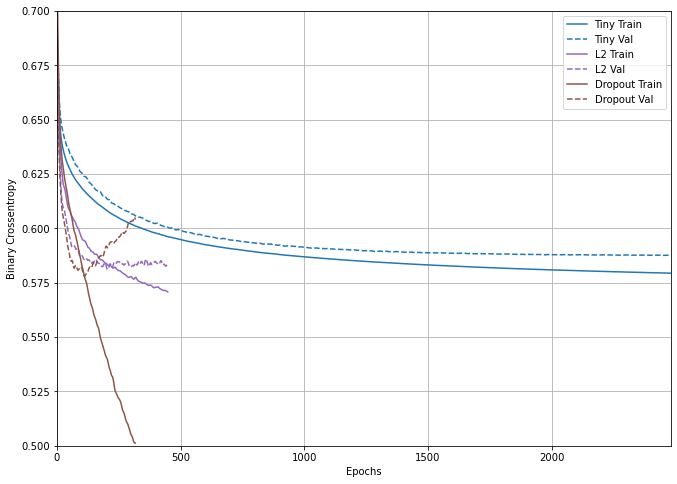 0.700
0.675
0.650
0.625
0.600
0.575
0.550
0.525
0.500
Binary Crossentropy
0
500
1000
1500
2000
Epochs
Tiny Train
Tiny Val
L2 Train
L2 Val
Dropout Train
Dropout Val